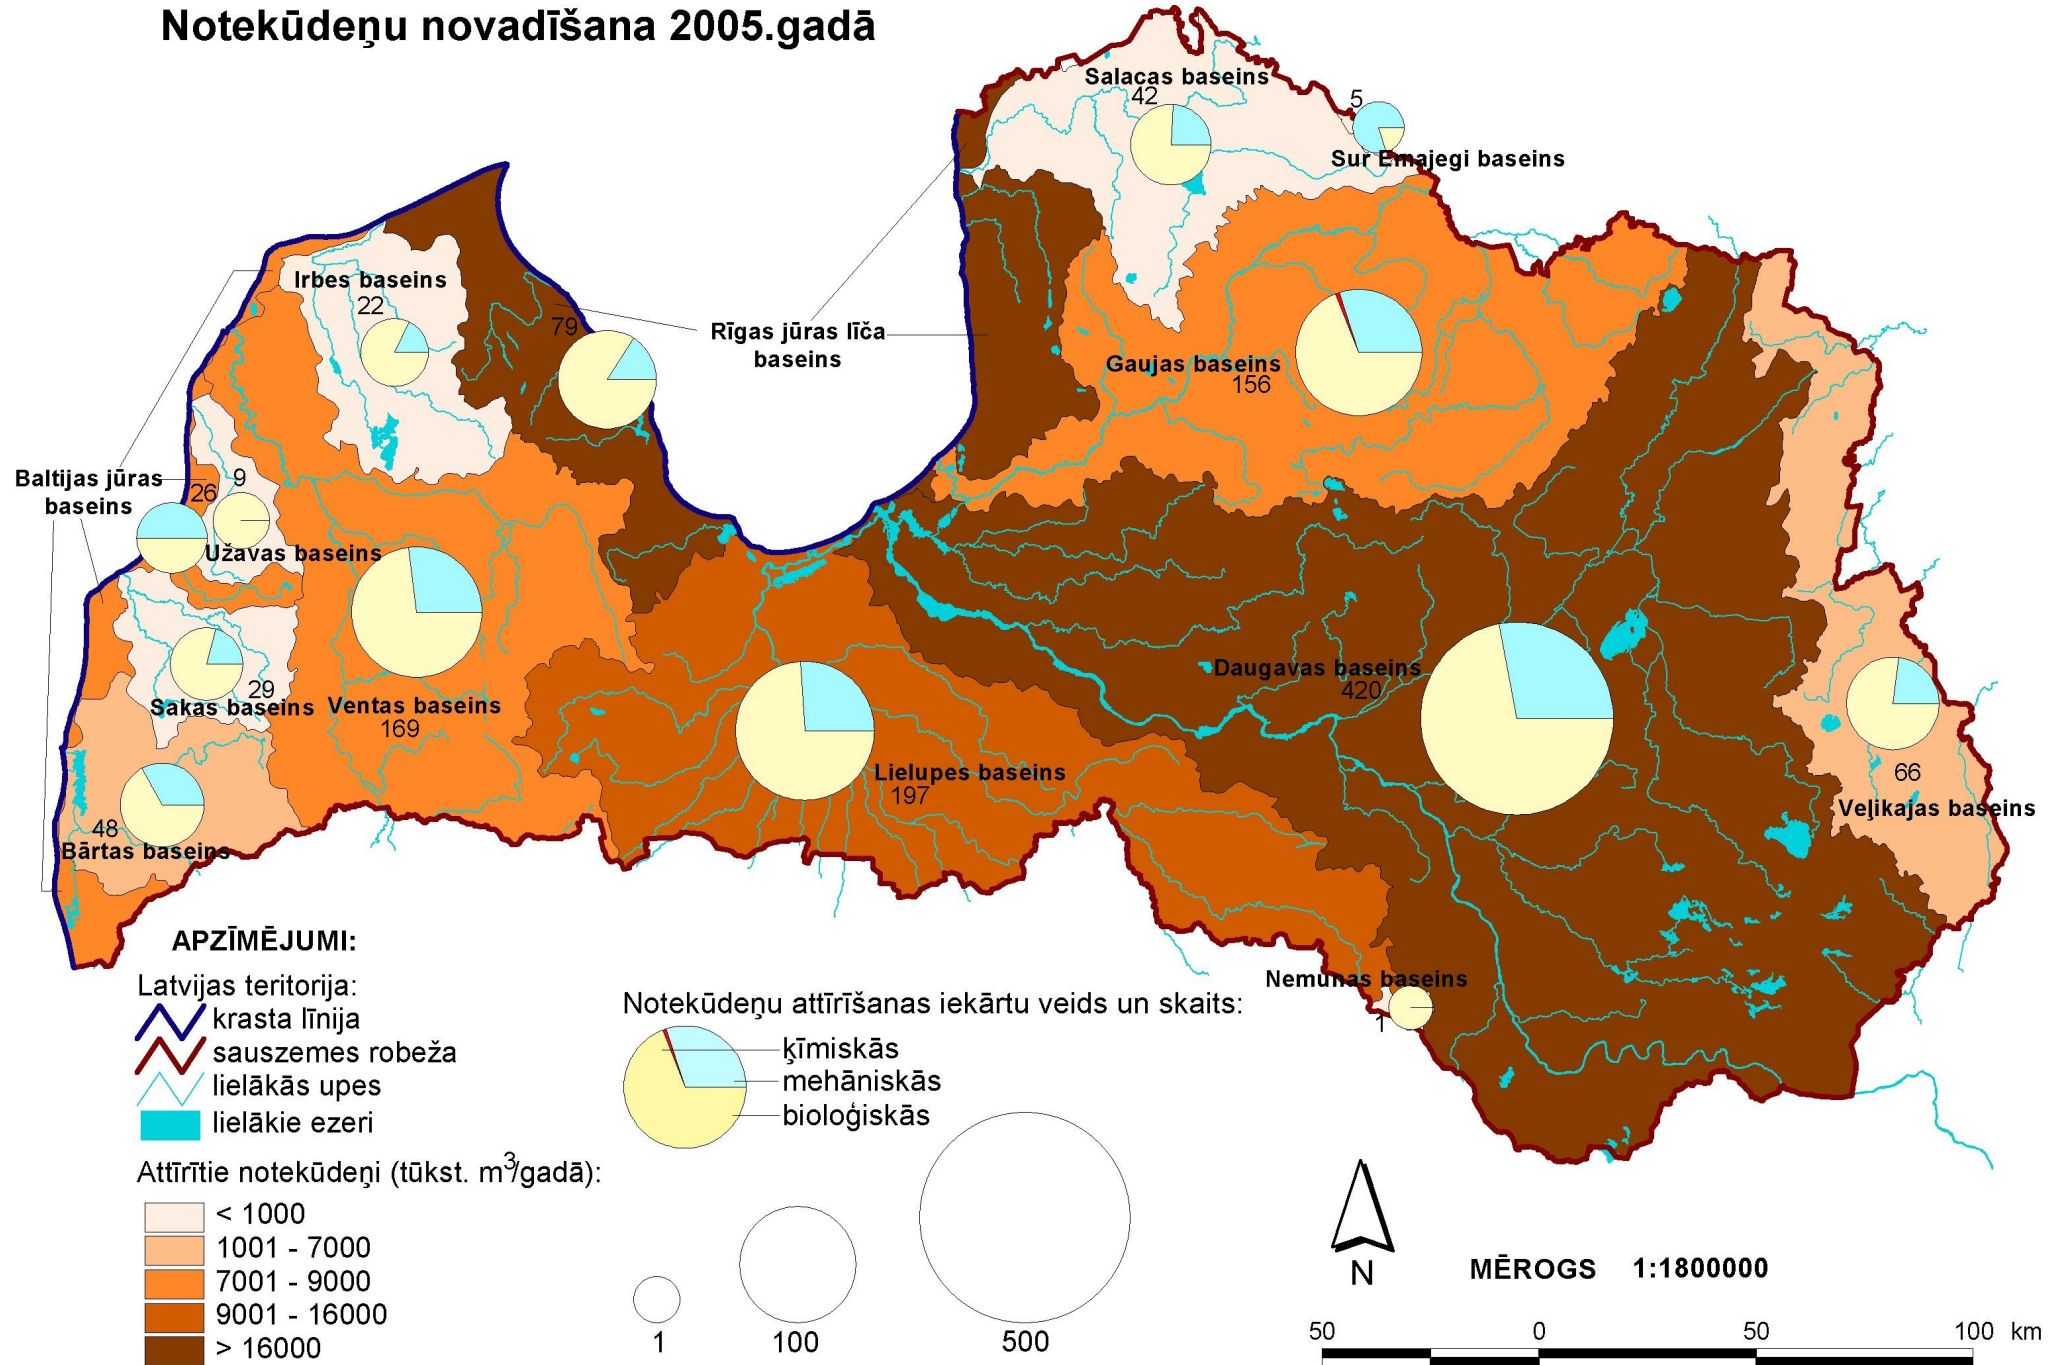 Notekūdeņu novadīšana 2005.gadā
Salacas baseins
42
5
Sur Emajegi baseins
Irbes baseins
22
79
Rīgas jūras līča
baseins
Gaujas baseins
156
Baltijas jūras
baseins
26
9
Užavas baseins
Ventas baseins
169
29
Sakas baseins
Daugavas baseins
420
Lielupes baseins
197
66
Veļikajas baseins
48
Bārtas baseins
Nemunas baseins
1
APZĪMĒJUMI:
Latvijas teritorija:
krasta līnija
sauszemes robeža
lielākās upes
lielākie ezeri
Attīrītie notekūdeņi (tūkst. m³/gadā):
< 1000
1001 - 7000
7001 - 9000
9001 - 16000
> 16000
Notekūdeņu attīrīšanas iekārtu veids un skaits:
ķīmiskās
mehāniskās
bioloģiskās
1
100
500
N
MĒROGS 1:1800000
50 0 50 100 km